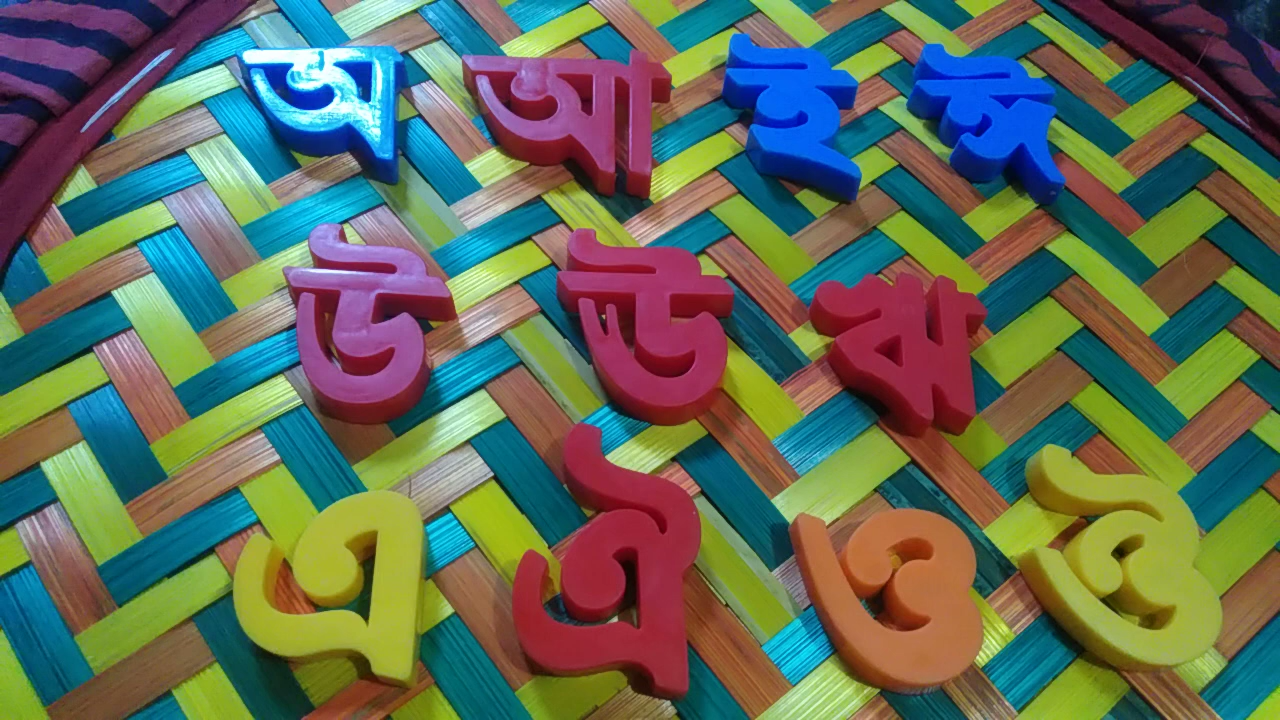 অ আ ই ঈ
উ ঊ ঋ
এ ঐ ও ঔ